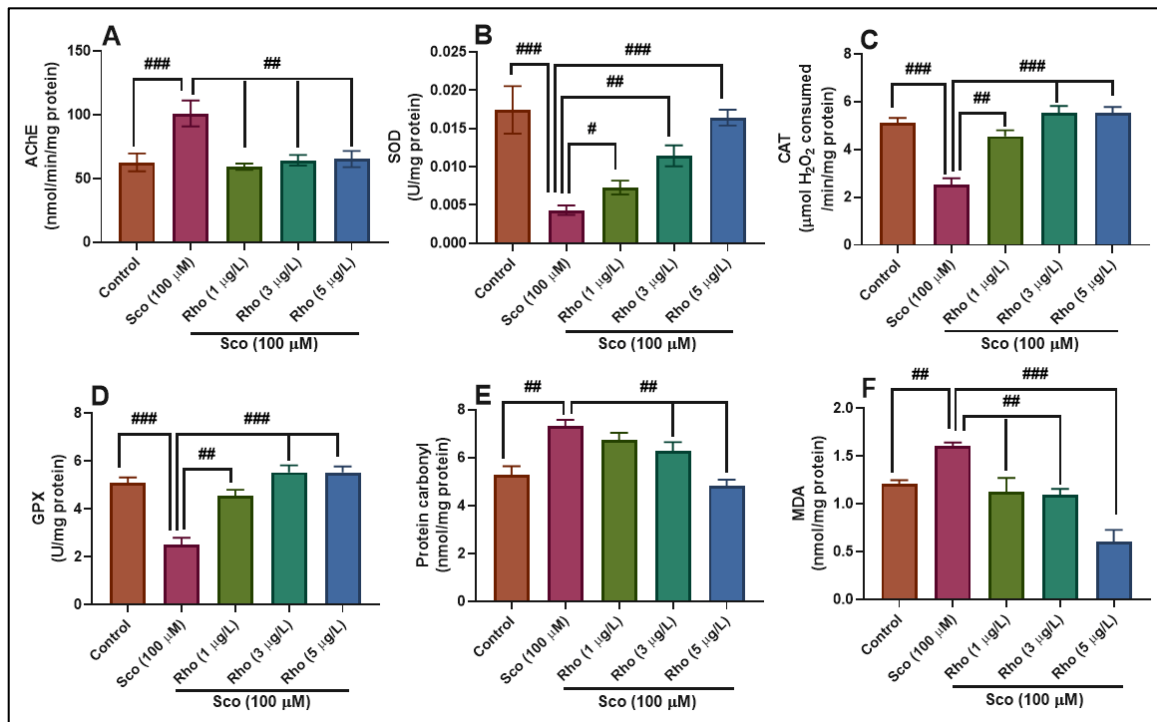 A
AChE
(nmol/min/mg protein)
150
100
50
0
###
##
Control
Sco (100 μM)
Rho (1 μg/L)
Rho (3 μg/L)
Rho (5 μg/L)
Sco (100 μM)
B
SOD
(U/mg protein)
0.025
0.020
0.015
0.010
0.005
0.000
###
###
##
#
Control
Sco (100 μM)
Rho (1 μg/L)
Rho (3 μg/L)
Rho (5 μg/L)
Sco (100 μM)
C
CAT
(μmol H₂O₂ consumed
/min/mg protein)
8
6
4
2
0
###
###
##
Control
Sco (100 μM)
Rho (1 μg/L)
Rho (3 μg/L)
Rho (5 μg/L)
Sco (100 μM)
D
GPX
(U/mg protein)
8
6
4
2
0
###
###
##
Control
Sco (100 μM)
Rho (1 μg/L)
Rho (3 μg/L)
Rho (5 μg/L)
Sco (100 μM)
E
Protein carbonyl
(nmol/mg protein)
8
6
4
2
0
##
##
Control
Sco (100 μM)
Rho (1 μg/L)
Rho (3 μg/L)
Rho (5 μg/L)
Sco (100 μM)
F
MDA
(nmol/mg protein)
2.0
1.5
1.0
0.5
0.0
##
###
##
Control
Sco (100 μM)
Rho (1 μg/L)
Rho (3 μg/L)
Rho (5 μg/L)
Sco (100 μM)